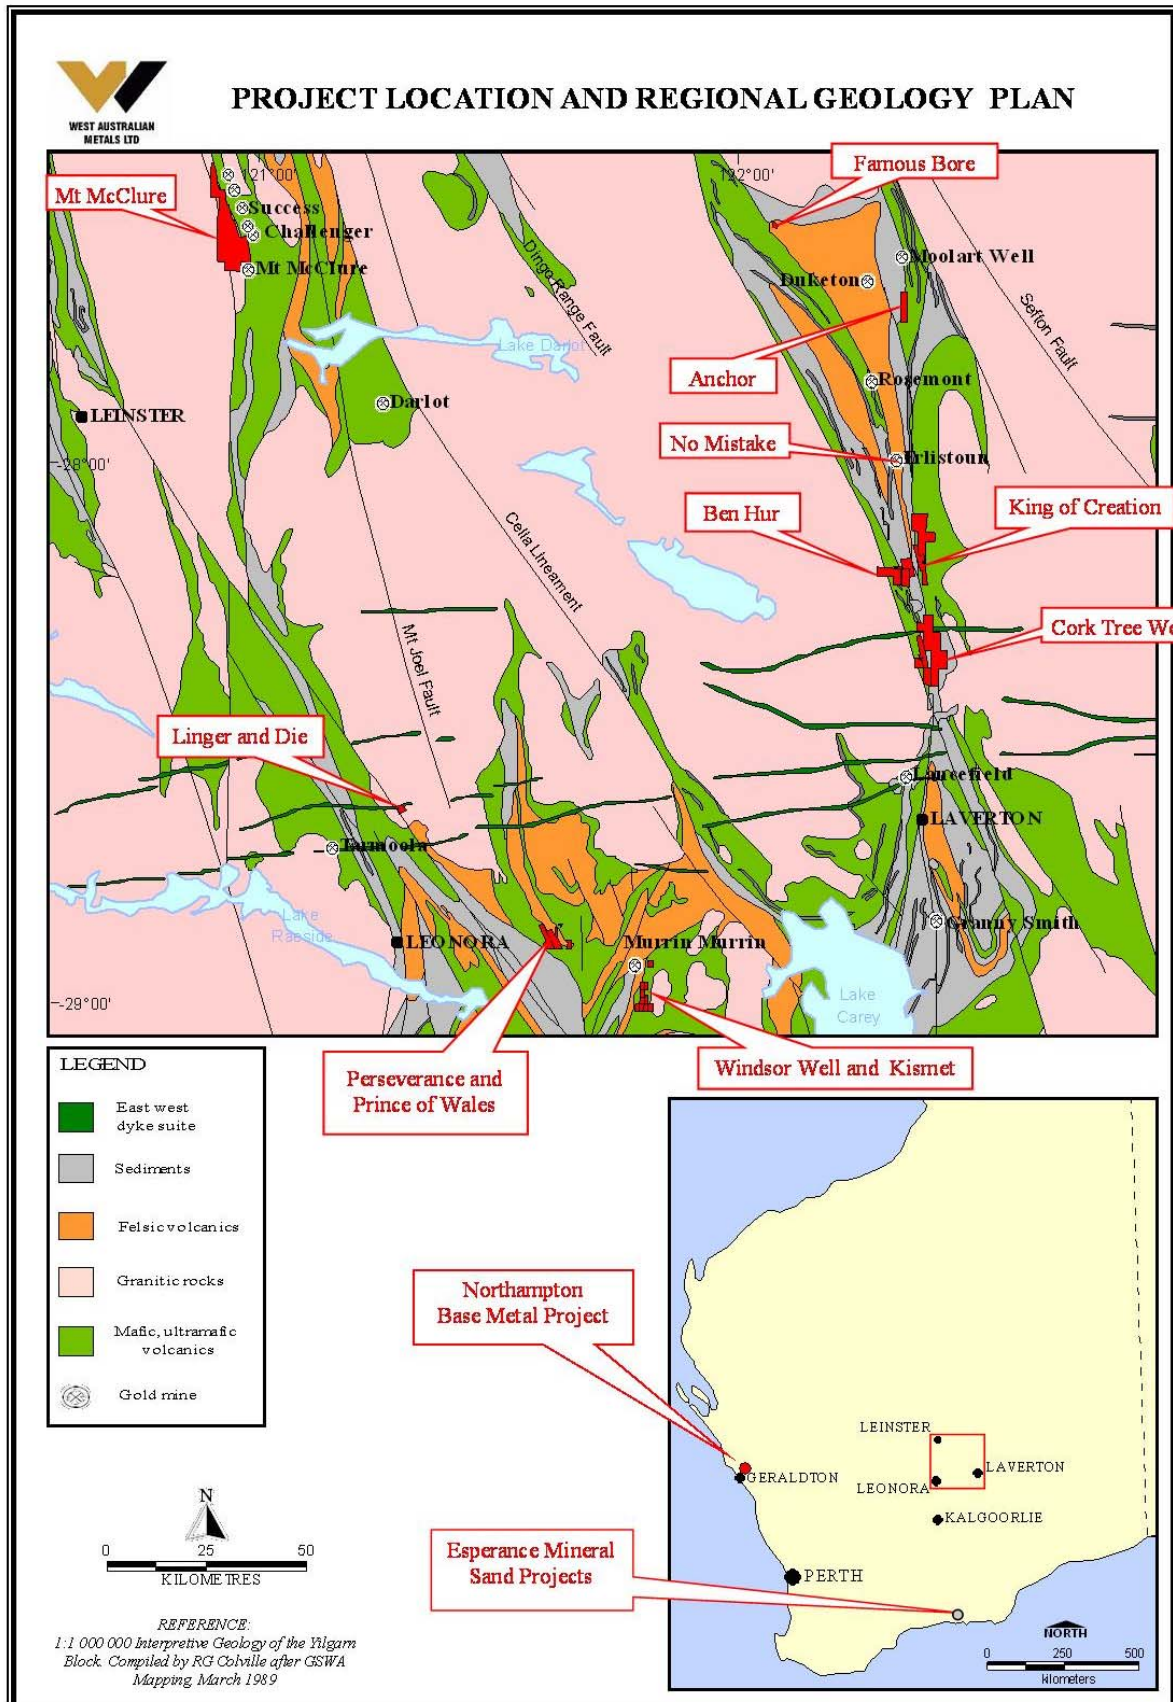 WEST AUSTRALIAN
METALS LTD
PROJECT LOCATION AND REGIONAL GEOLOGY PLAN
Famous Bore
Mt McClure
121°00'
122°00'
Success
Challenger
Mt McClure
Moolart Well
Duketon
Dingo Range Fault
Sefton Fault
Lake Darlot
Anchor
Rosemont
Darlot
LEINSTER
No Mistake
-28°00'
Erlistoun
Ben Hur
King of Creation
Celia Lineament
Mt Joel Fault
Cork Tree We
Linger and Die
Lancefield
LAVERTON
Tarmoola
Lake
Raeside
LEONORA
Granny Smith
Murrin Murrin
-29°00'
Lake
Carey
Perseverance and
Prince of Wales
Windsor Well and Kismet
LEGEND
East west
dyke suite
Sediments
Felsic volcanics
Granitic rocks
Mafic, ultramafic
volcanics
Gold mine
N
0 25 50
KILOMETRES
REFERENCE:
1:1 000 000 Interpretive Geology of the Yilgarn
Block. Compiled by RG Colville after GSWA
Mapping, March 1989
Northampton
Base Metal Project
LEINSTER
LAVERTON
GERALDTON
LEONORA
KALGOORLIE
Esperance Mineral
Sand Projects
PERTH
NORTH
0 250 500
kilometers